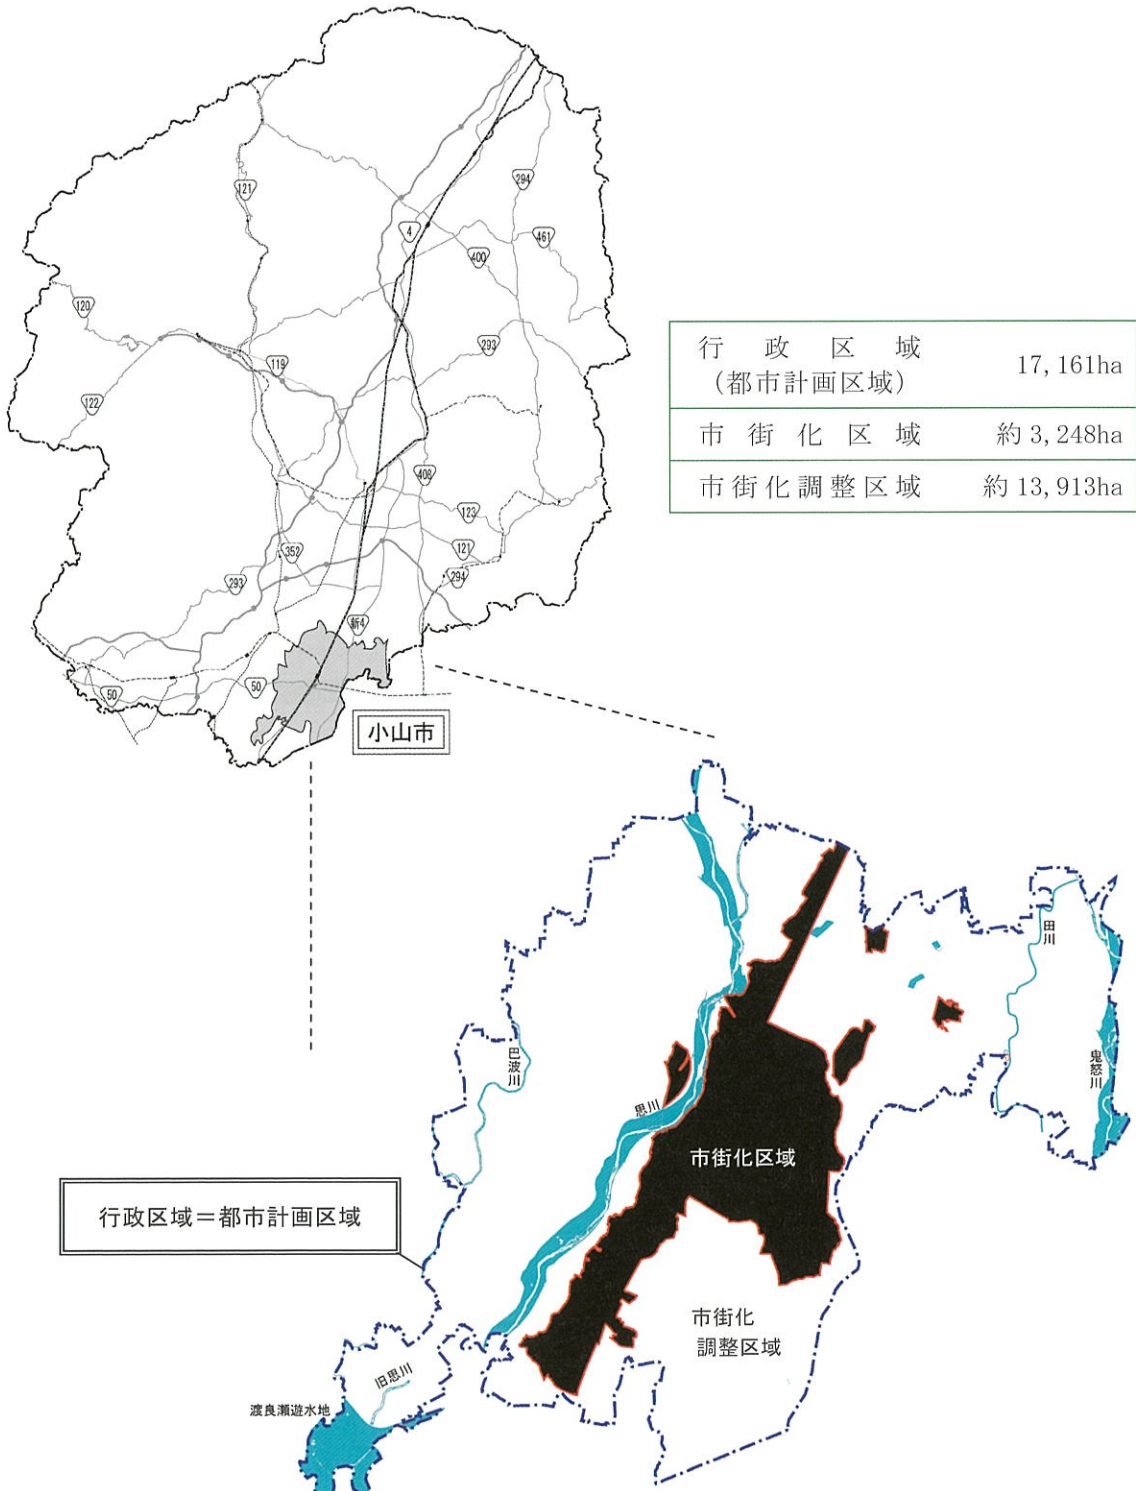 121
294
4
461
400
120
293
119
122
406
123
352
121
293
294
新4
50
50
小山市
行政区域 17,161ha
(都市計画区域)
市街化区域 約3,248ha
市街化調整区域 約13,913ha
田川
巴波川
鬼怒川
思川
市街化区域
行政区域=都市計画区域
市街化
調整区域
旧思川
渡良瀬遊水地